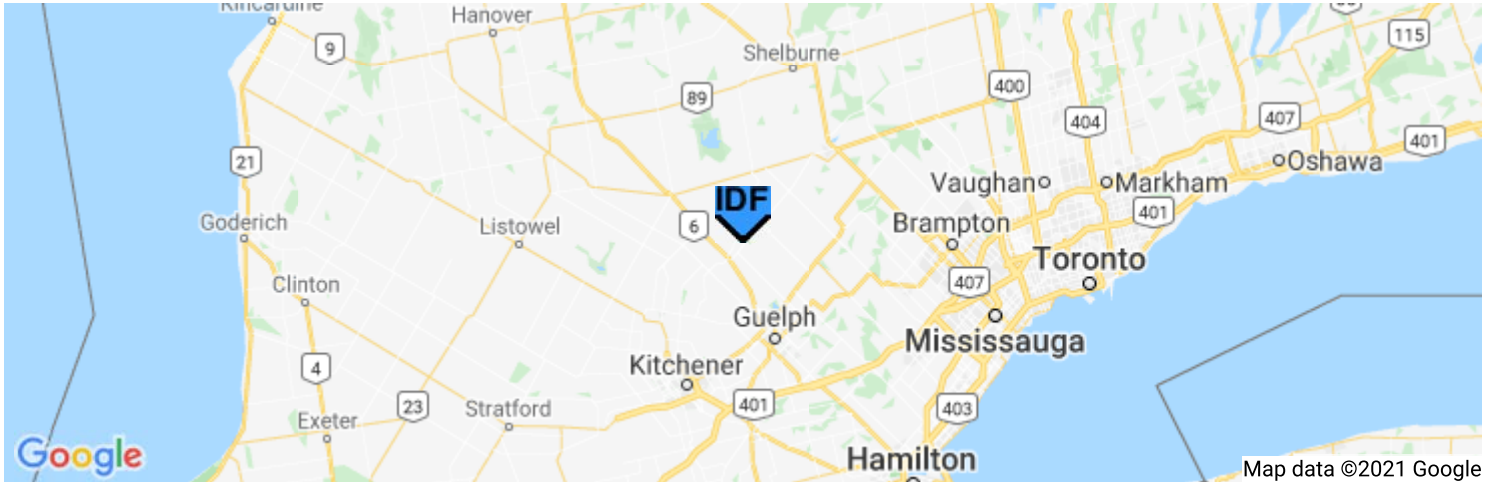 Kincardine
Hanover
9
Shelburne
115
400
89
404
407
401
Oshawa
21
Vaughan
Markham
IDF
401
Goderich
Listowel
6
Brampton
Toronto
Clinton
407
Guelph
Mississauga
4
Kitchener
23
Stratford
401
403
Exeter
Google
Hamilton
Map data ©2021 Google